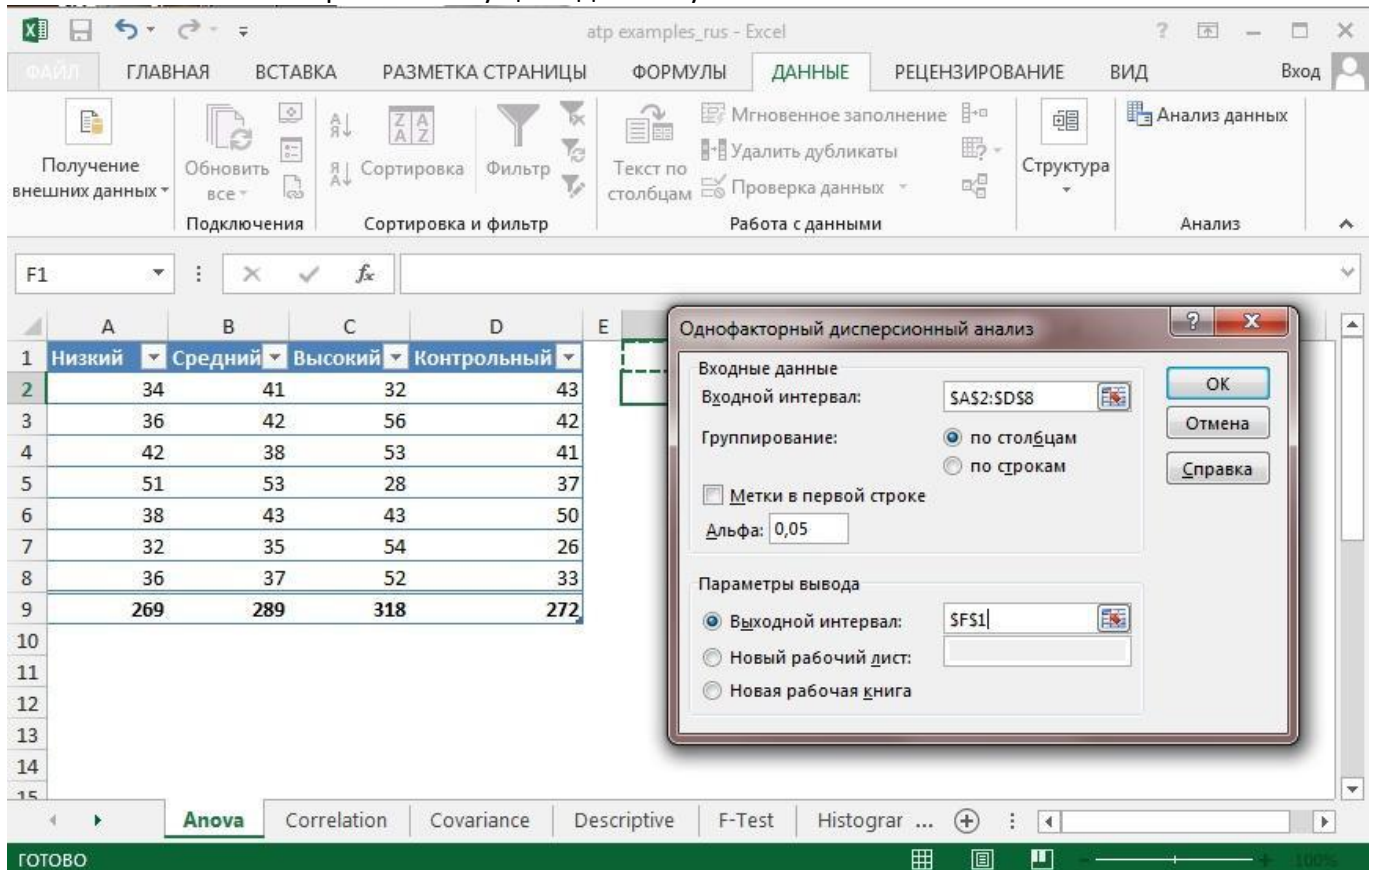 atp examples_rus - Excel
ФАЙЛ ГЛАВНАЯ ВСТАВКА РАЗМЕТКА СТРАНИЦЫ ФОРМУЛЫ ДАННЫЕ РЕЦЕНЗИРОВАНИЕ ВИД Вход
Получение внешних данных
Обновить все
Подключения
Сортировка
Фильтр
Сортировка и фильтр
Текст по столбцам
Мгновенное заполнение
Удалить дубликаты
Проверка данных
Работа с данными
Структура
Анализ данных
Анализ
F1 fx
A B C D E
1 Низкий Средний Высокий Контрольный
2 34 41 32 43
3 36 42 56 42
4 42 38 53 41
5 51 53 28 37
6 38 43 43 50
7 32 35 54 26
8 36 37 52 33
9 269 289 318 272
10
11
12
13
14
15
Однофакторный дисперсионный анализ
Входные данные
Входной интервал: $A$2:$D$8
Группирование: по столбцам
по строкам
Метки в первой строке
Альфа: 0,05
Параметры вывода
Выходной интервал: $F$1
Новый рабочий лист:
Новая рабочая книга
ОК
Отмена
Справка
Anova Correlation Covariance Descriptive F-Test Histograr ...
ГОТОВО 100%